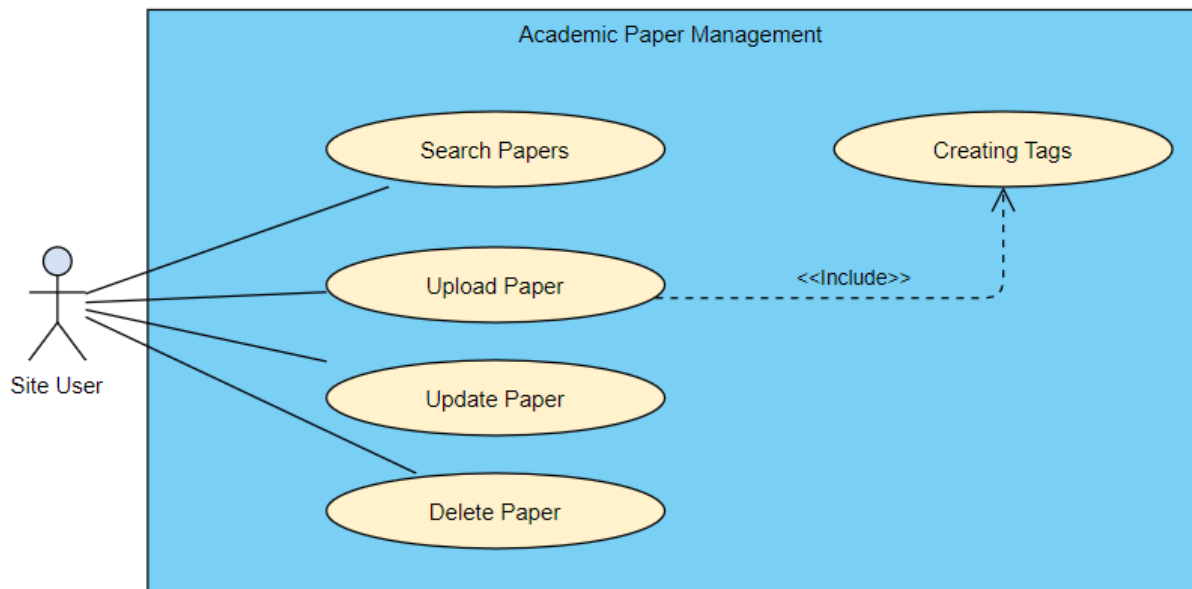 Academic Paper Management
Search Papers
Creating Tags
Upload Paper
<<Include>>
Site User
Update Paper
Delete Paper